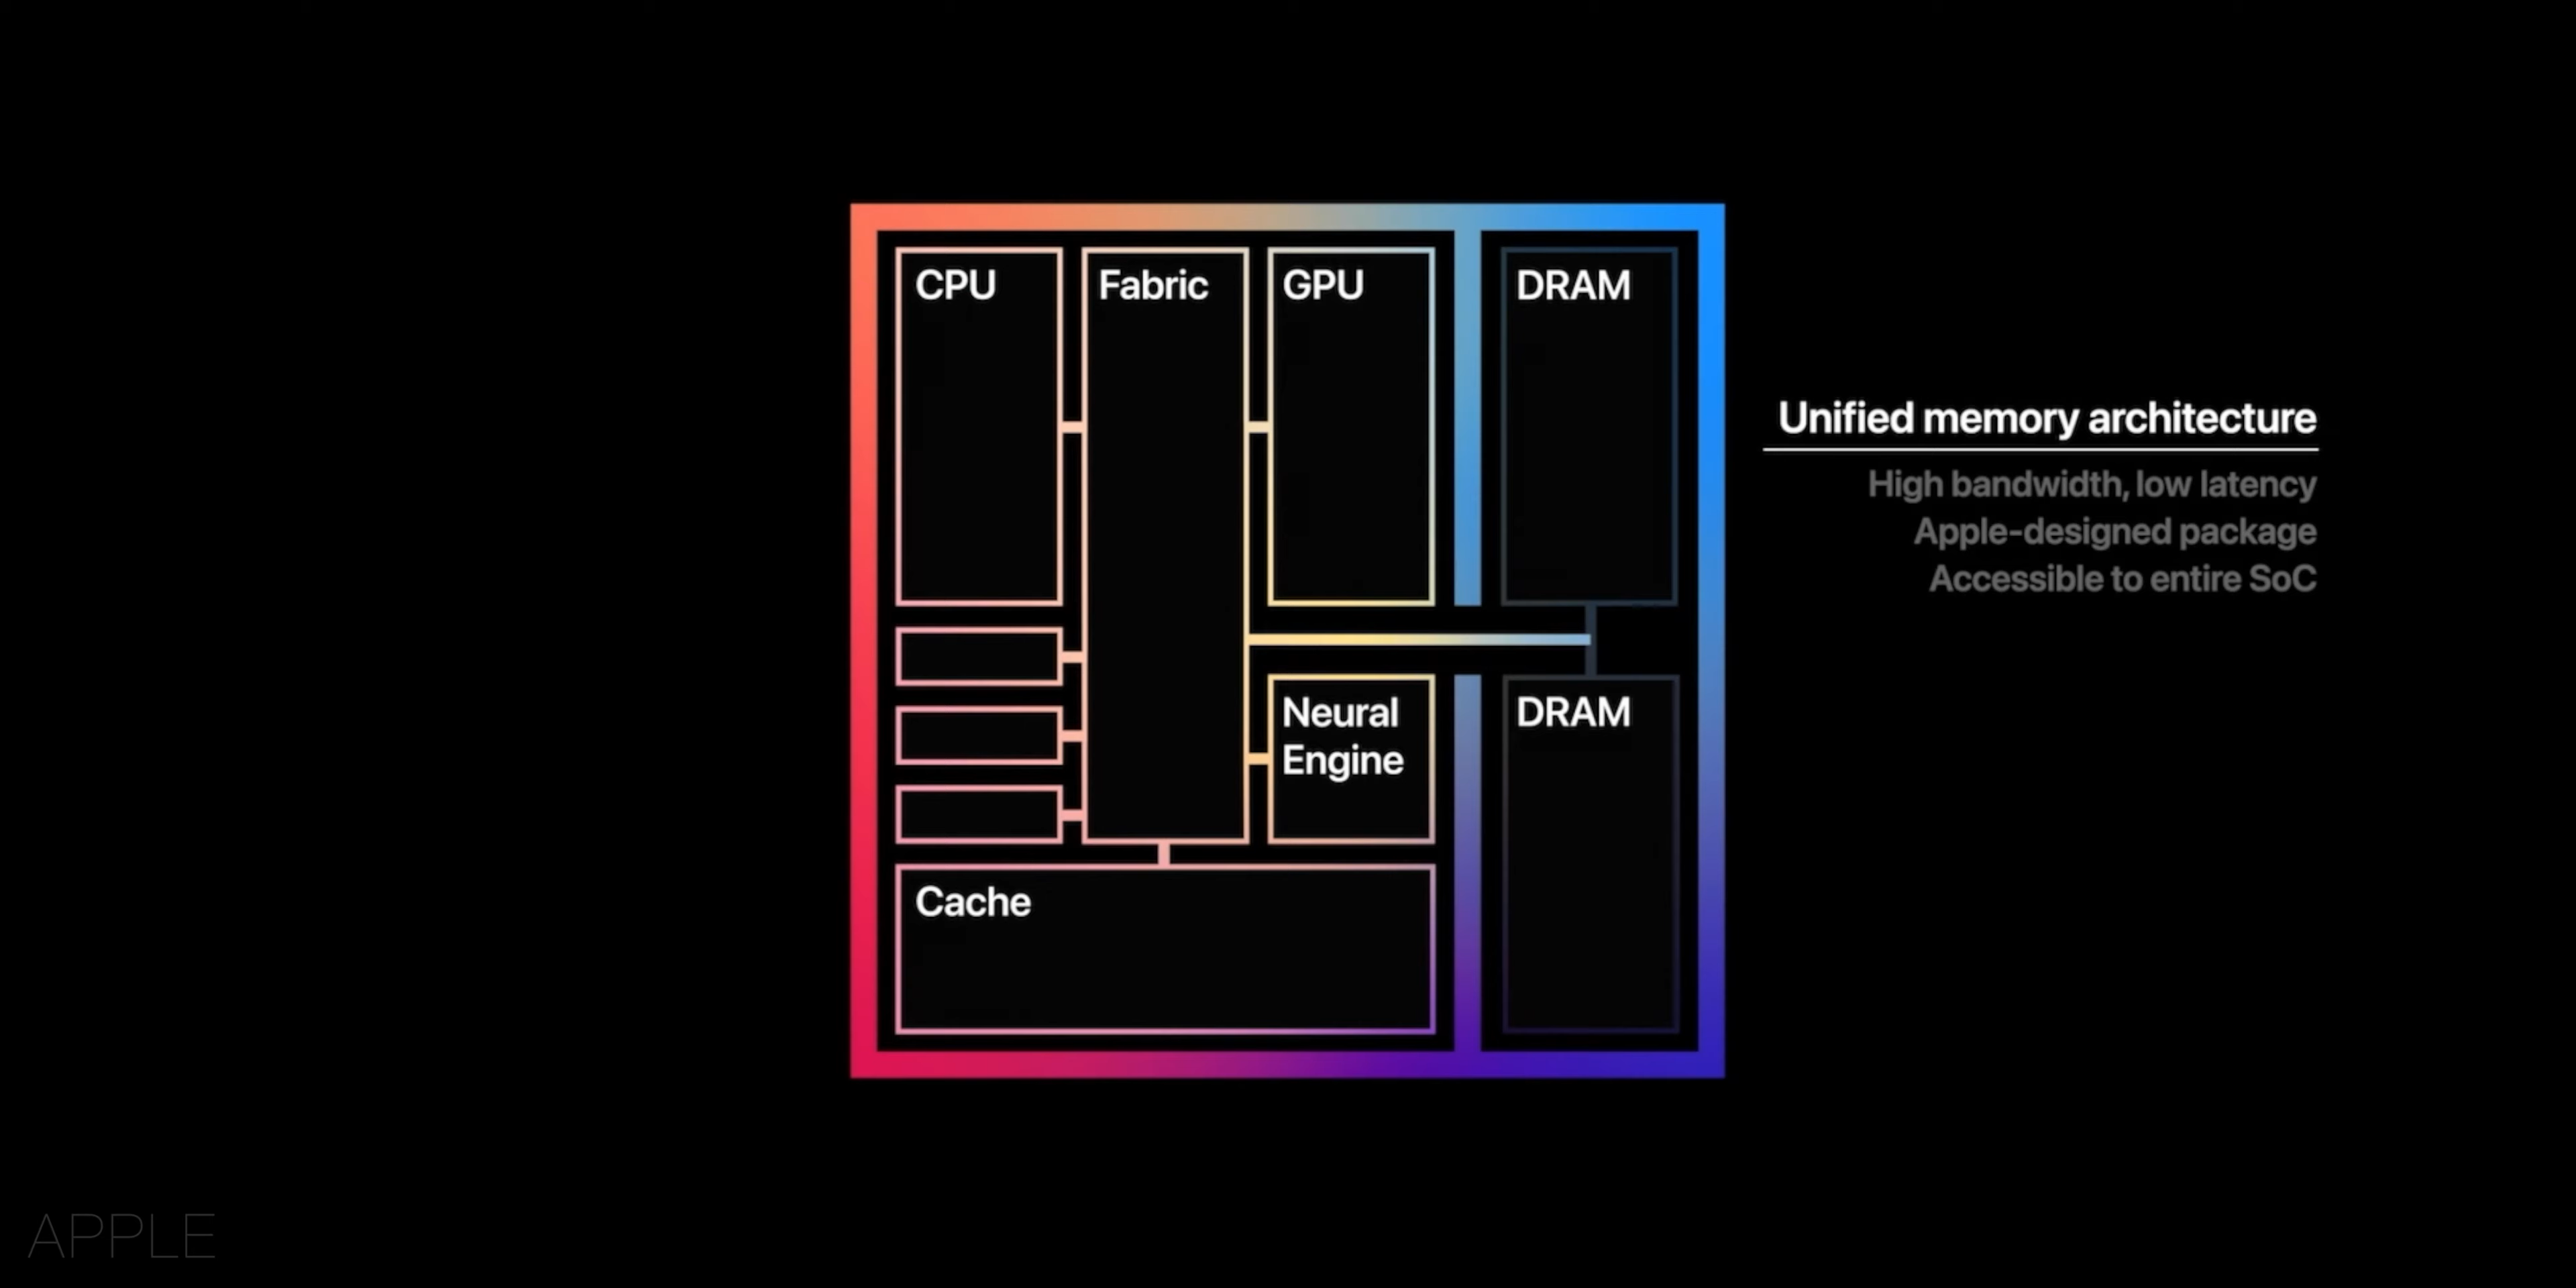 CPU
Fabric
GPU
DRAM
Neural
Engine
DRAM
Cache
Unified memory architecture
High bandwidth, low latency
Apple-designed package
Accessible to entire SoC
APPLE